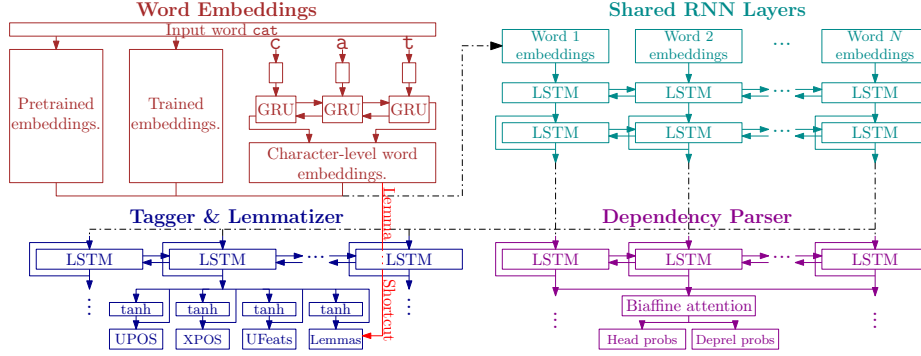 Word Embeddings
Input word cat
c a t
Pretrained
embeddings.
Trained
embeddings.
GRU GRU GRU
Character-level word
embeddings.
Shared RNN Layers
Word 1
embeddings
Word 2
embeddings
...
Word N
embeddings
LSTM LSTM ... LSTM
LSTM LSTM ... LSTM
Lemma Shortcut
Tagger & Lemmatizer
LSTM LSTM ... LSTM
tanh tanh tanh tanh
UPOS XPOS UFeats Lemmas
Dependency Parser
LSTM LSTM ... LSTM
Biaffine attention
Head probs Deprel probs